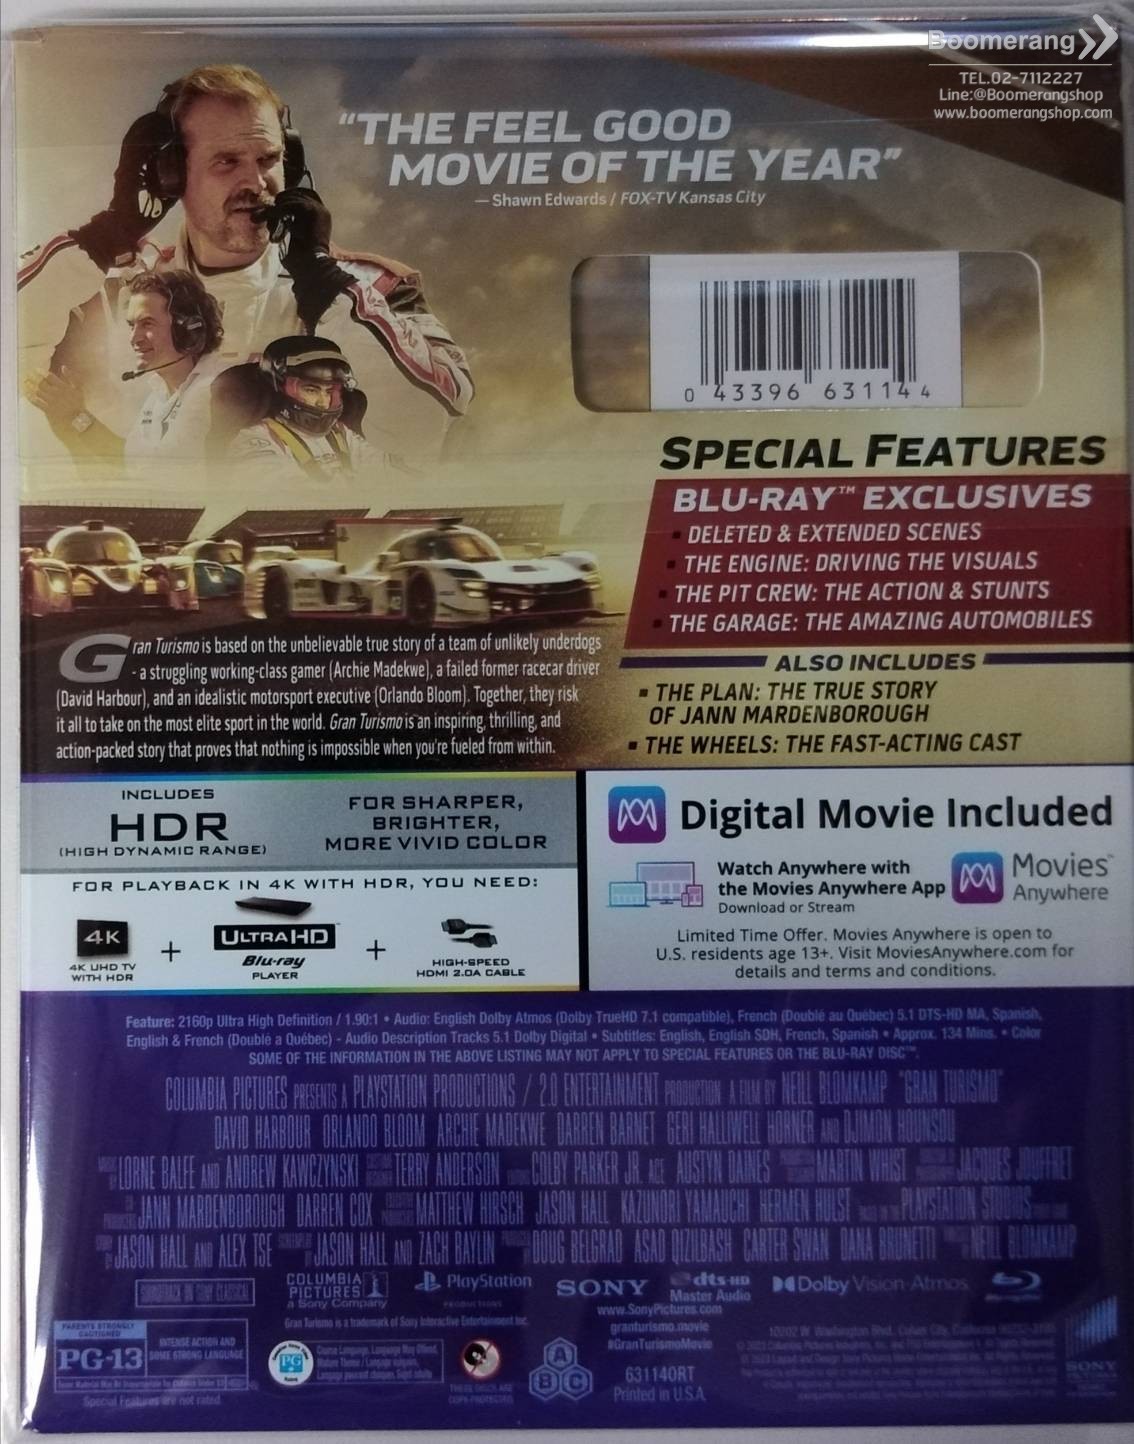 Boomerang
TEL.02-7112227
Line:@Boomerangshop
www.boomerangshop.com
"THE FEEL GOOD
MOVIE OF THE YEAR"
— Shawn Edwards / FOX-TV Kansas City
0 43396 63114 4
SPECIAL FEATURES
BLU-RAY™ EXCLUSIVES
▪ DELETED & EXTENDED SCENES
▪ THE ENGINE: DRIVING THE VISUALS
▪ THE PIT CREW: THE ACTION & STUNTS
▪ THE GARAGE: THE AMAZING AUTOMOBILES
ALSO INCLUDES
▪ THE PLAN: THE TRUE STORY
OF JANN MARDENBOROUGH
▪ THE WHEELS: THE FAST-ACTING CAST
Gran Turismo is based on the unbelievable true story of a team of unlikely underdogs
- a struggling working-class gamer (Archie Madekwe), a failed former racecar driver
(David Harbour), and an idealistic motorsport executive (Orlando Bloom). Together, they risk
it all to take on the most elite sport in the world. Gran Turismo is an inspiring, thrilling, and
action-packed story that proves that nothing is impossible when you're fueled from within.
INCLUDES
HDR
(HIGH DYNAMIC RANGE)
FOR SHARPER,
BRIGHTER,
MORE VIVID COLOR
FOR PLAYBACK IN 4K WITH HDR, YOU NEED:
4K
4K UHD TV
WITH HDR
+
ULTRA HD™
Blu-ray
PLAYER
+
HIGH-SPEED
HDMI 2.0A CABLE
Digital Movie Included
Watch Anywhere with
the Movies Anywhere App
Download or Stream
Movies™
Anywhere
Limited Time Offer. Movies Anywhere is open to
U.S. residents age 13+. Visit MoviesAnywhere.com for
details and terms and conditions.
Feature: 2160p Ultra High Definition / 1.90:1 • Audio: English Dolby Atmos (Dolby TrueHD 7.1 compatible), French (Doublé au Québec) 5.1 DTS-HD MA, Spanish,
English & French (Doublé a Québec) - Audio Description Tracks 5.1 Dolby Digital • Subtitles: English, English SDH, French, Spanish • Approx. 134 Mins. • Color
SOME OF THE INFORMATION IN THE ABOVE LISTING MAY NOT APPLY TO SPECIAL FEATURES OR THE BLU-RAY DISC™.
COLUMBIA PICTURES PRESENTS A PLAYSTATION PRODUCTIONS / 2.0 ENTERTAINMENT PRODUCTION A FILM BY NEILL BLOMKAMP "GRAN TURISMO"
DAVID HARBOUR ORLANDO BLOOM ARCHIE MADEKWE DARREN BARNET GERI HALLIWELL HORNER AND DJIMON HOUNSOU
LORNE BALFE AND ANDREW KAWCZYNSKI TERRY ANDERSON COLBY PARKER JR. ACE AUSTYN DAINES MARTIN WHIST JACQUES JOUFFRET
JANN MARDENBOROUGH DARREN COX MATTHEW HIRSCH JASON HALL KAZUNORI YAMAUCHI HERMEN HULST PLAYSTATION STUDIOS
JASON HALL AND ALEX TSE JASON HALL AND ZACH BAYLIN DOUG BELGRAD ASAD QIZILBASH CARTER SWAN DANA BRUNETTI NEILL BLOMKAMP
SOUNDTRACK ON SONY CLASSICAL
COLUMBIA
PICTURES
a Sony Company
PlayStation
PRODUCTIONS
SONY
dts-HD
Master Audio
Dolby Vision·Atmos
www.SonyPictures.com
Gran Turismo is a trademark of Sony Interactive Entertainment Inc.
granturismo.movie
#GranTurismoMovie
631140RT
Printed in U.S.A.
PARENTS STRONGLY
CAUTIONED
PG-13
INTENSE ACTION AND
SOME STRONG LANGUAGE
Special Features are not rated.
PG
THESE DISCS ARE
COPY-PROTECTED
A
B C
SONY